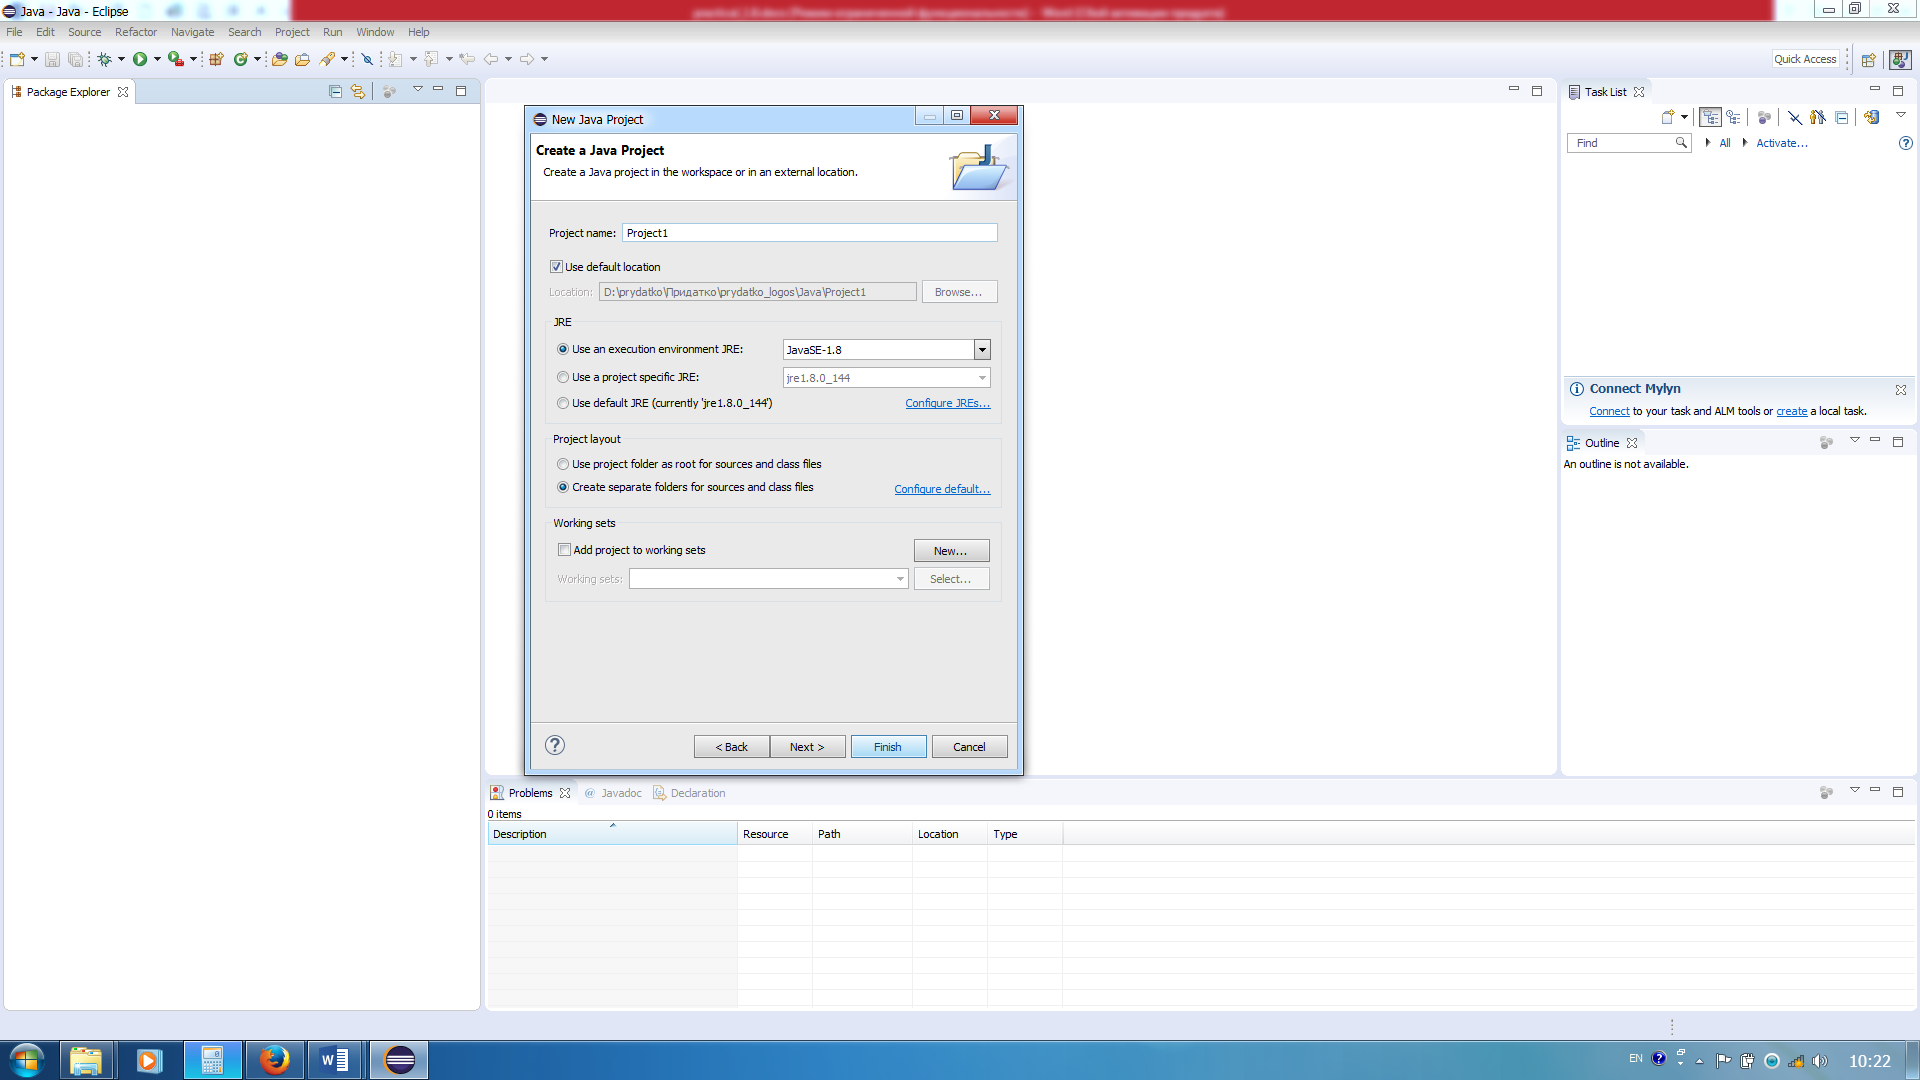 Java - Java - Eclipse
File Edit Source Refactor Navigate Search Project Run Window Help
Quick Access
Package Explorer
Task List
Find
All
Activate...
New Java Project
Create a Java Project
Create a Java project in the workspace or in an external location.
Project name: Project1
Use default location
Location: D:\prydatko\Придатко\prydatko_logos\Java\Project1 Browse...
JRE
Use an execution environment JRE: JavaSE-1.8
Use a project specific JRE: jre1.8.0_144
Use default JRE (currently 'jre1.8.0_144') Configure JREs...
Project layout
Use project folder as root for sources and class files
Create separate folders for sources and class files Configure default...
Working sets
Add project to working sets New...
Working sets: Select...
< Back Next > Finish Cancel
Connect Mylyn
Connect to your task and ALM tools or create a local task.
Outline
An outline is not available.
Problems Javadoc Declaration
0 items
Description Resource Path Location Type
EN 10:22